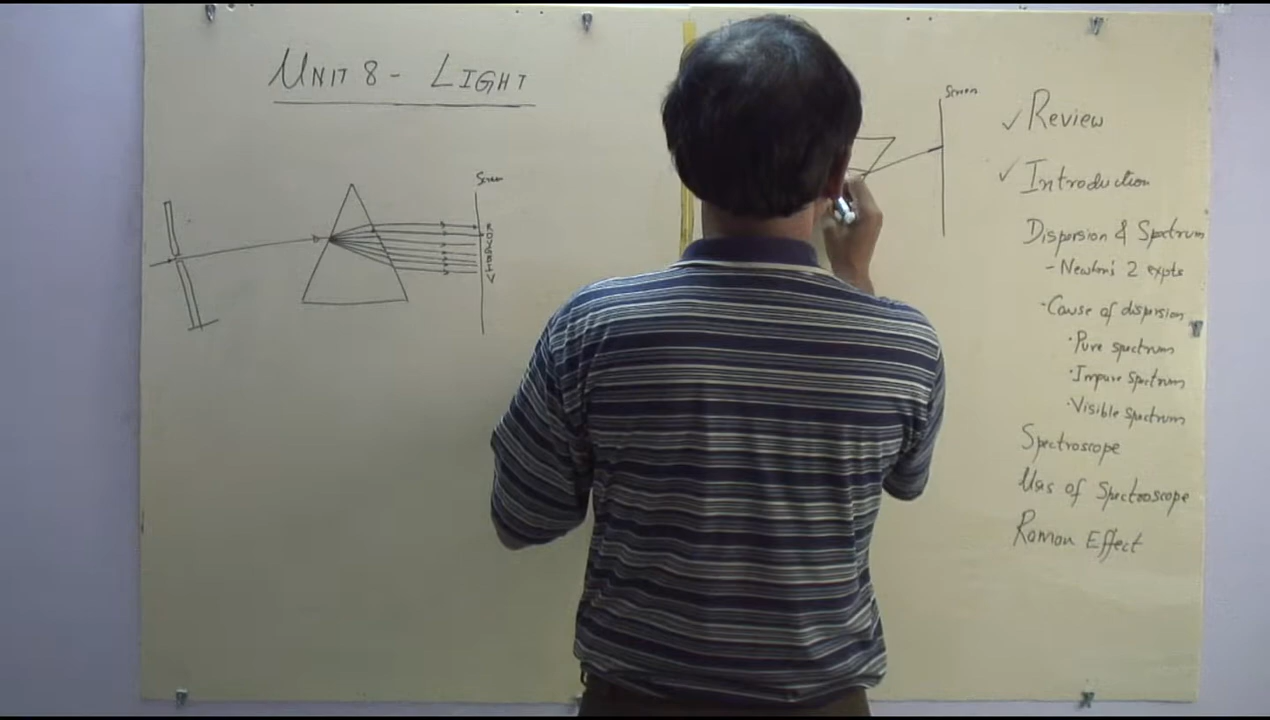 UNIT 8 - LIGHT
Screen
Screen
✓ Review
✓ Introduction
Dispersion & Spectrum
- Newton's 2 expts
· Cause of dispersion
· Pure spectrum
· Impure spectrum
· Visible spectrum
Spectroscope
Uses of Spectroscope
Raman Effect